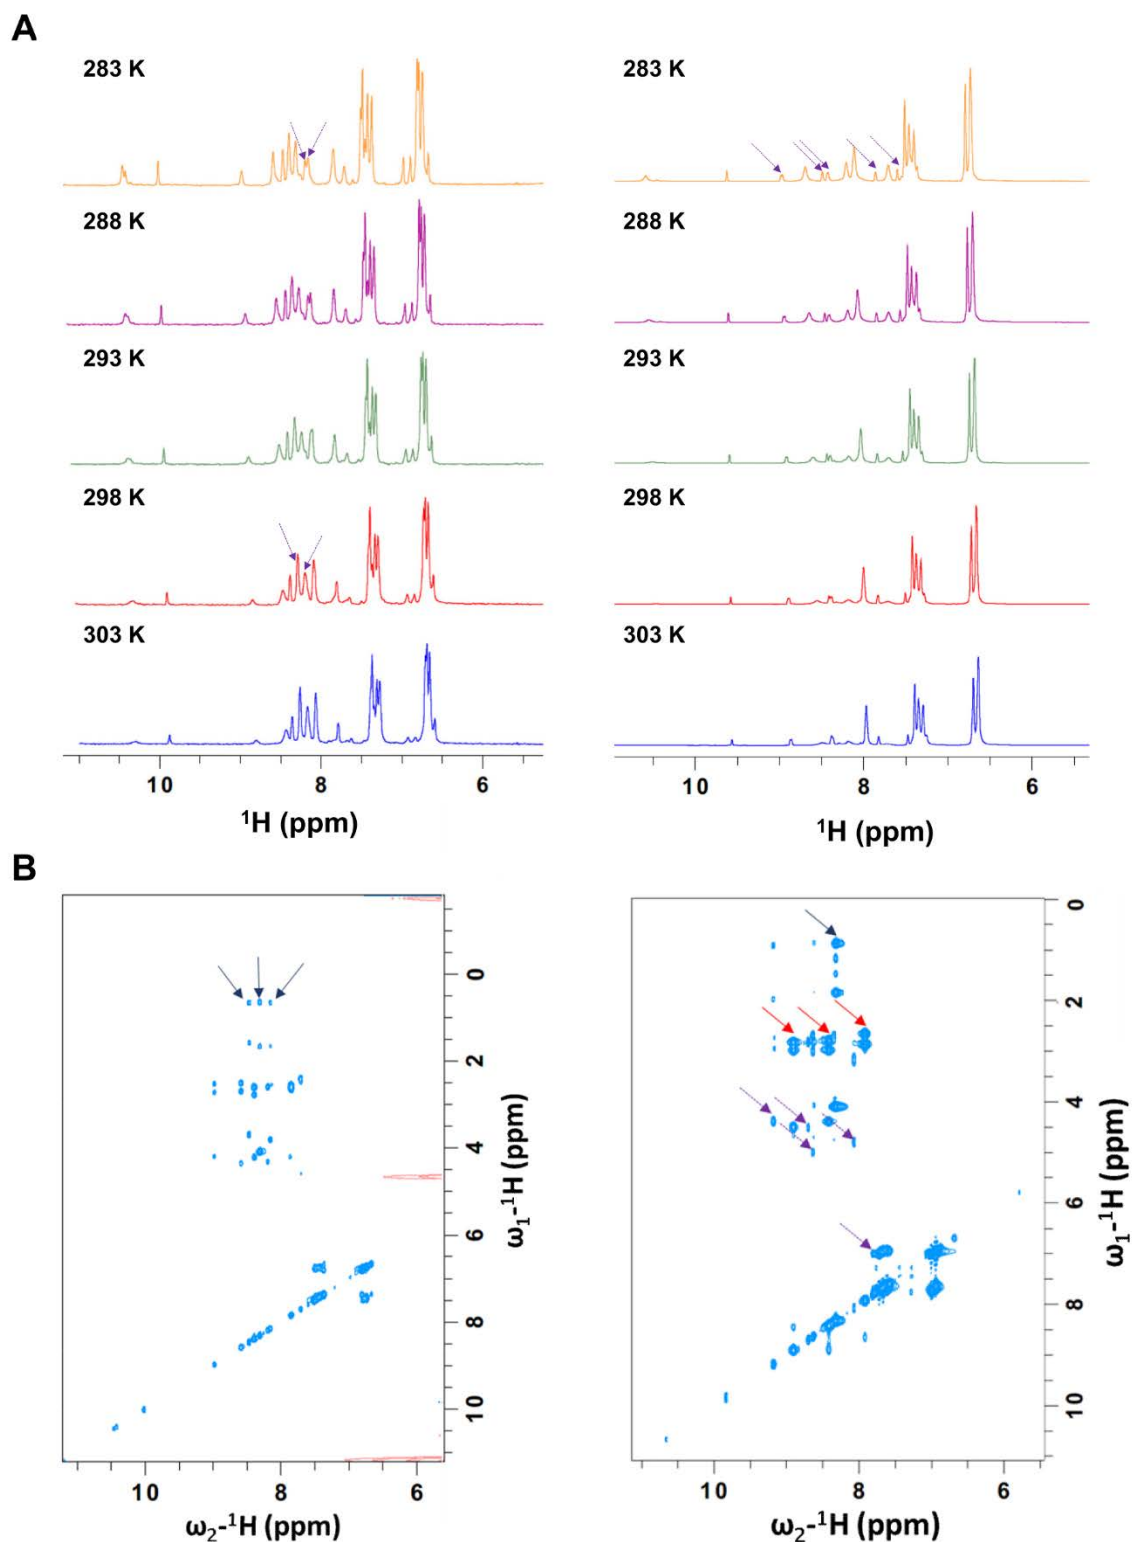 A
283 K
283 K
288 K
288 K
293 K
293 K
298 K
298 K
303 K
303 K
10 8 6
10 8 6
¹H (ppm)
¹H (ppm)
B
0
2
4
6
8
10
ω₁-¹H (ppm)
0
2
4
6
8
10
ω₁-¹H (ppm)
10 8 6
10 8 6
ω₂-¹H (ppm)
ω₂-¹H (ppm)